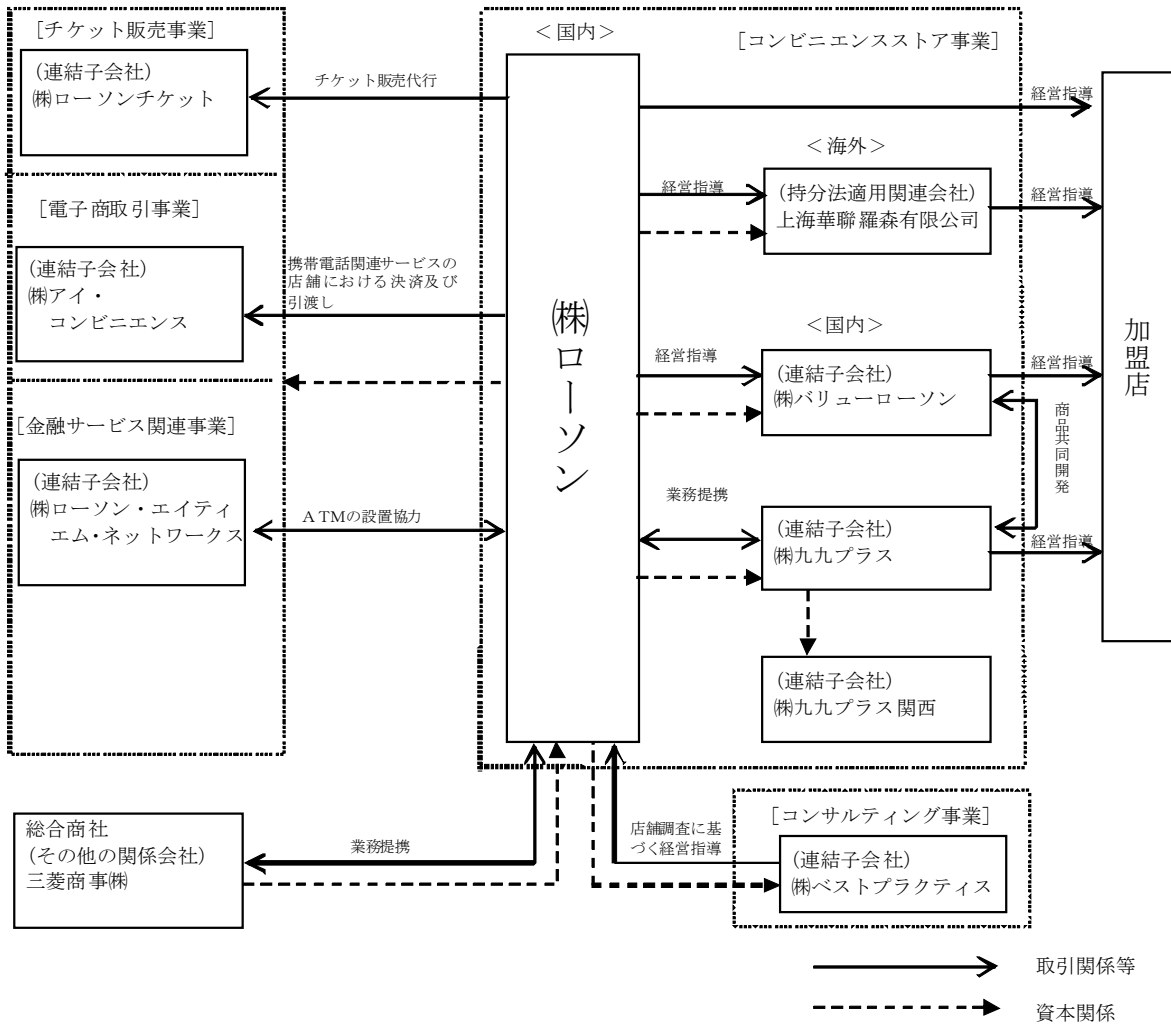 [チケット販売事業]
(連結子会社)
㈱ローソンチケット
チケット販売代行
[電子商取引事業]
(連結子会社)
㈱アイ・
コンビニエンス
携帯電話関連サービスの
店舗における決済及び
引渡し
[金融サービス関連事業]
(連結子会社)
㈱ローソン・エイティ
エム・ネットワークス
ATMの設置協力
<国内>
㈱ローソン
[コンビニエンスストア事業]
経営指導
<海外>
経営指導
(持分法適用関連会社)
上海華聯羅森有限公司
経営指導
<国内>
経営指導
(連結子会社)
㈱バリューローソン
経営指導
商品共同開発
業務提携
(連結子会社)
㈱九九プラス
経営指導
(連結子会社)
㈱九九プラス関西
加盟店
総合商社
(その他の関係会社)
三菱商事㈱
業務提携
店舗調査に基
づく経営指導
[コンサルティング事業]
(連結子会社)
㈱ベストプラクティス
取引関係等
資本関係